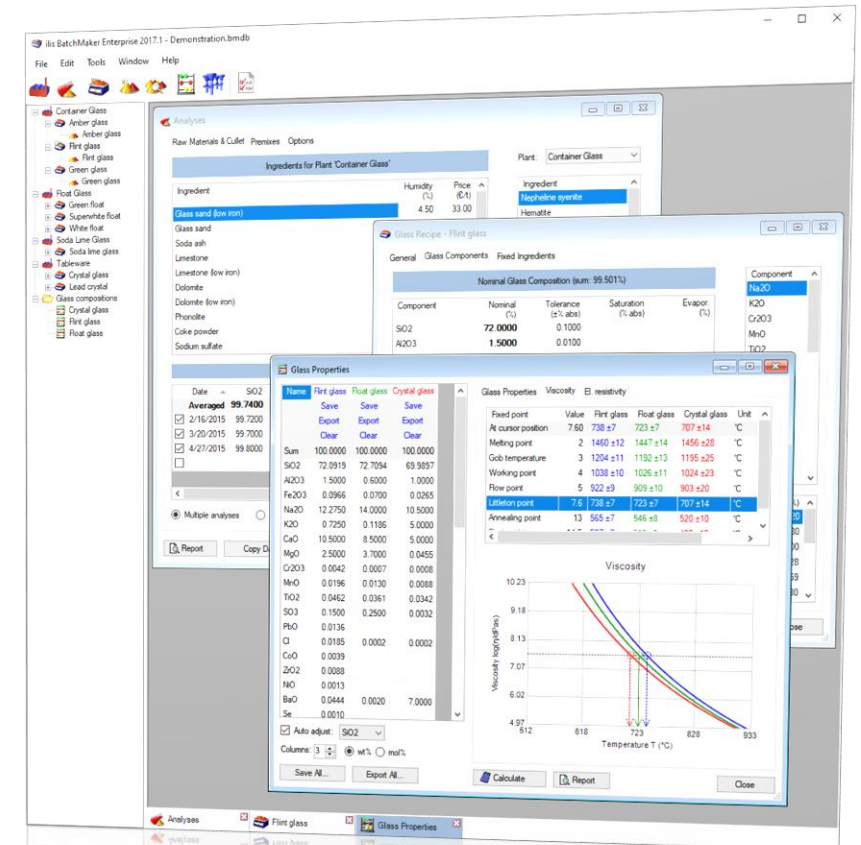 ilis BatchMaker Enterprise 2017.1 - Demonstration.bmdb
File Edit Tools Window Help
Container Glass
Amber glass
Amber glass
Flint glass
Flint glass
Green glass
Green glass
Float Glass
Green float
Superwhite float
White float
Soda Lime Glass
Soda lime glass
Tableware
Crystal glass
Lead crystal
Glass compositions
Crystal glass
Flint glass
Float glass
Analyses
Raw Materials & Cullet Premixes Options
Ingredients for Plant 'Container Glass'
Plant: Container Glass
Ingredient Humidity (%) Price (€/t)
Glass sand (low iron) 4.50 33.00
Glass sand
Soda ash
Limestone
Limestone (low iron)
Dolomite
Dolomite (low iron)
Phonolite
Coke powder
Sodium sulfate
Ingredient
Nepheline syenite
Hematite
Date SiO2
Averaged 99.7400
2/16/2015 99.7200
3/20/2015 99.7000
4/27/2015 99.8000
Multiple analyses
Report Copy D
Glass Recipe - Flint glass
General Glass Components Fixed Ingredients
Nominal Glass Composition (sum: 99.501%)
Component Nominal (%) Tolerance (±% abs) Saturation (% abs) Evapor. (%)
SiO2 72.0000 0.1000
Al2O3 1.5000 0.0100
Component
Na2O
K2O
Cr2O3
MnO
TiO2
Glass Properties
Name Flint glass Float glass Crystal glass
Save Save Save
Export Export Export
Clear Clear Clear
Sum 100.0000 100.0000 100.0000
SiO2 72.0919 72.7094 69.9897
Al2O3 1.5000 0.6000 1.0000
Fe2O3 0.0966 0.0700 0.0265
Na2O 12.2750 14.0000 10.5000
K2O 0.7250 0.1186 5.0000
CaO 10.5000 8.5000 5.0000
MgO 2.5000 3.7000 0.0455
Cr2O3 0.0042 0.0007 0.0008
MnO 0.0196 0.0130 0.0088
TiO2 0.0462 0.0361 0.0342
SO3 0.1500 0.2500 0.0032
PbO 0.0136
Cl 0.0185 0.0002 0.0002
CoO 0.0039
ZrO2 0.0088
NiO 0.0013
BaO 0.0444 0.0020 7.0000
Se 0.0010
Auto adjust: SiO2
Columns: 3 wt% mol%
Save All... Export All...
Glass Properties Viscosity El. resistivity
Fixed point Value Flint glass Float glass Crystal glass Unit
At cursor position 7.60 738 ±7 723 ±7 707 ±14 °C
Melting point 2 1460 ±12 1447 ±14 1456 ±28 °C
Gob temperature 3 1204 ±11 1192 ±13 1195 ±25 °C
Working point 4 1038 ±10 1026 ±11 1024 ±23 °C
Flow point 5 922 ±9 909 ±10 903 ±20 °C
Littleton point 7.6 738 ±7 723 ±7 707 ±14 °C
Annealing point 13 565 ±7 546 ±8 520 ±10 °C
Viscosity
Viscosity log(η/dPas)
10.23
9.18
8.13
7.07
6.02
4.97
512 618 723 828 933
Temperature T (°C)
Calculate Report Close
Analyses Flint glass Glass Properties